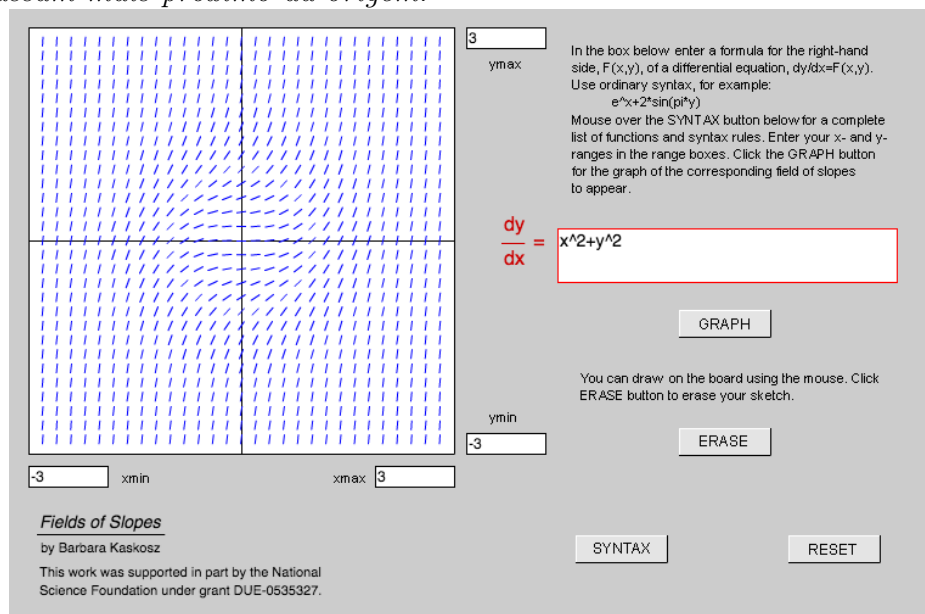 passam mais próximo da origem.
3
ymax
In the box below enter a formula for the right-hand
side, F(x,y), of a differential equation, dy/dx=F(x,y).
Use ordinary syntax, for example:
e^x+2*sin(pi*y)
Mouse over the SYNTAX button below for a complete
list of functions and syntax rules. Enter your x- and y-
ranges in the range boxes. Click the GRAPH button
for the graph of the corresponding field of slopes
to appear.
dy
dx
=
x^2+y^2
GRAPH
You can draw on the board using the mouse. Click
ERASE button to erase your sketch.
ymin
-3
ERASE
-3
xmin
xmax
3
Fields of Slopes
by Barbara Kaskosz
This work was supported in part by the National
Science Foundation under grant DUE-0535327.
SYNTAX
RESET